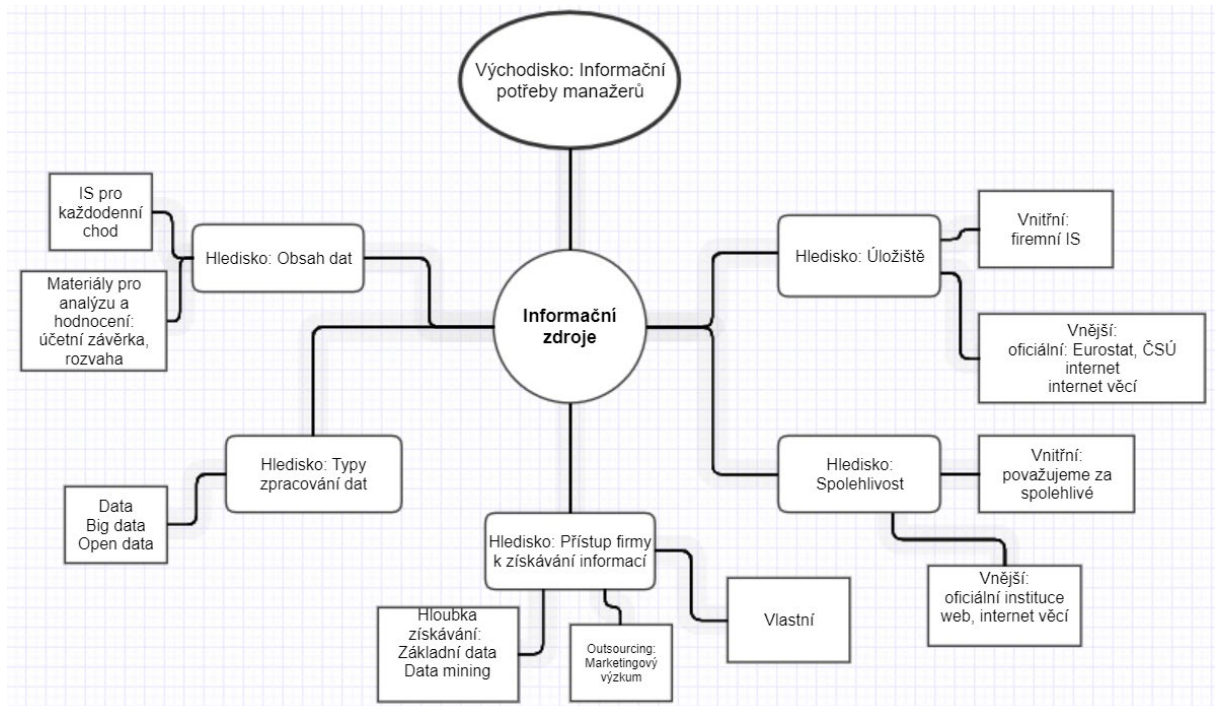 Východisko: Informační
potřeby manažerů
IS pro
každodenní
chod
Hledisko: Obsah dat
Materiály pro
analýzu a
hodnocení:
účetní závěrka,
rozvaha
Informační
zdroje
Hledisko: Úložiště
Vnitřní:
firemní IS
Vnější:
oficiální: Eurostat, ČSÚ
internet
internet věcí
Hledisko: Typy
zpracování dat
Data
Big data
Open data
Hledisko:
Spolehlivost
Vnitřní:
považujeme za
spolehlivé
Vnější:
oficiální instituce
web, internet věcí
Hledisko: Přístup firmy
k získávání informací
Hloubka
získávání:
Základní data
Data mining
Outsourcing:
Marketingový
výzkum
Vlastní